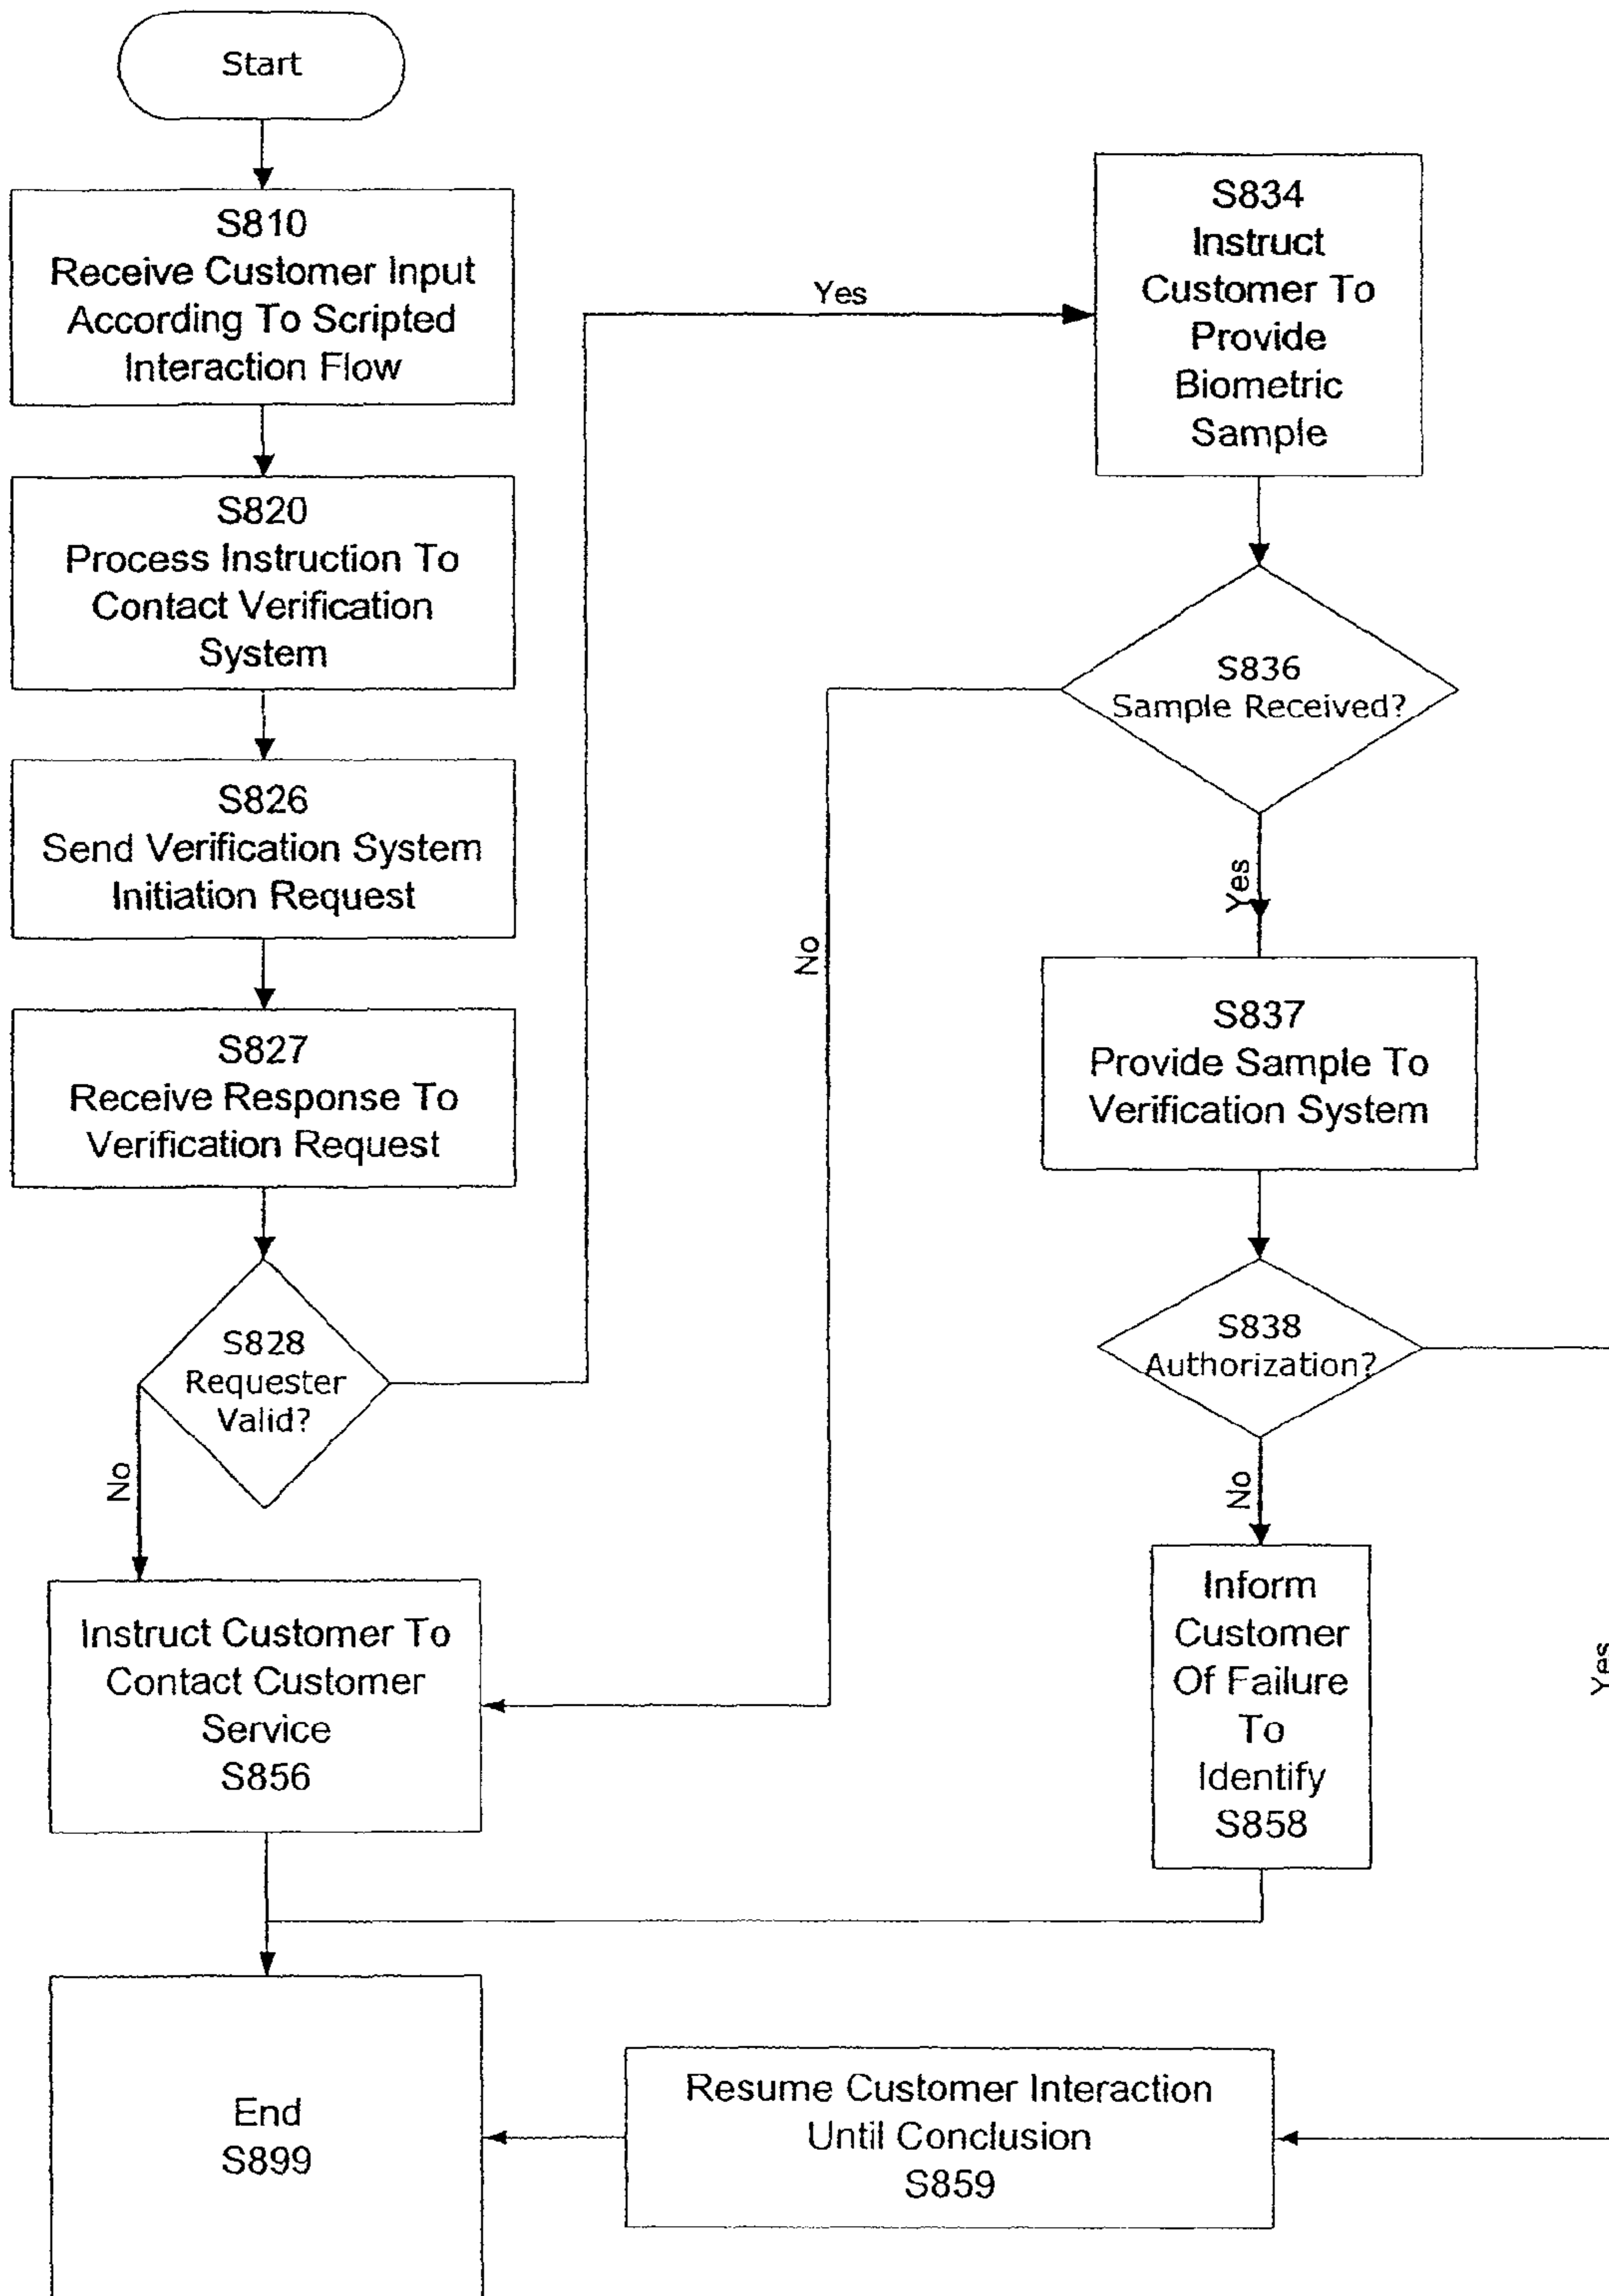 Start
S810
Receive Customer Input
According To Scripted
Interaction Flow
S820
Process Instruction To
Contact Verification
System
S826
Send Verification System
Initiation Request
S827
Receive Response To
Verification Request
S828
Requester
Valid?
No
Yes
Instruct Customer To
Contact Customer
Service
S856
S834
Instruct
Customer To
Provide
Biometric
Sample
S836
Sample Received?
No
Yes
S837
Provide Sample To
Verification System
S838
Authorization?
No
Yes
Inform
Customer
Of Failure
To
Identify
S858
Resume Customer Interaction
Until Conclusion
S859
End
S899